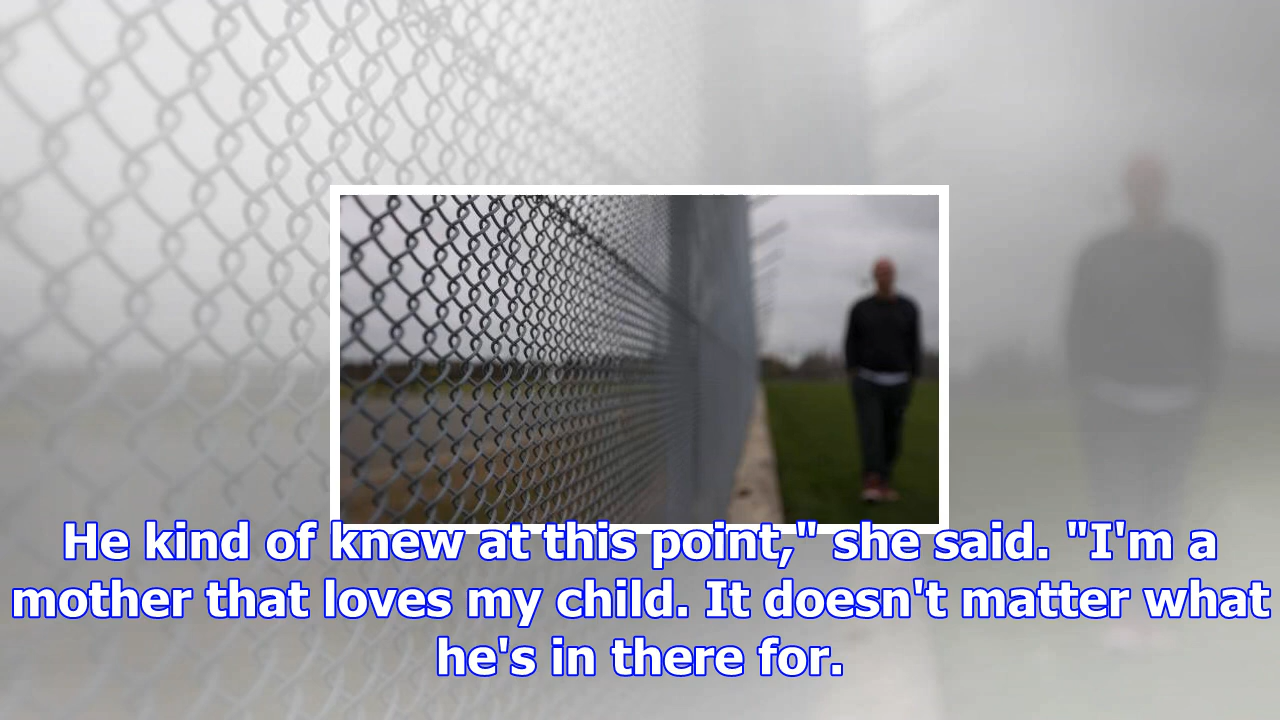 He kind of knew at this point," she said. "I'm a
mother that loves my child. It doesn't matter what
he's in there for.